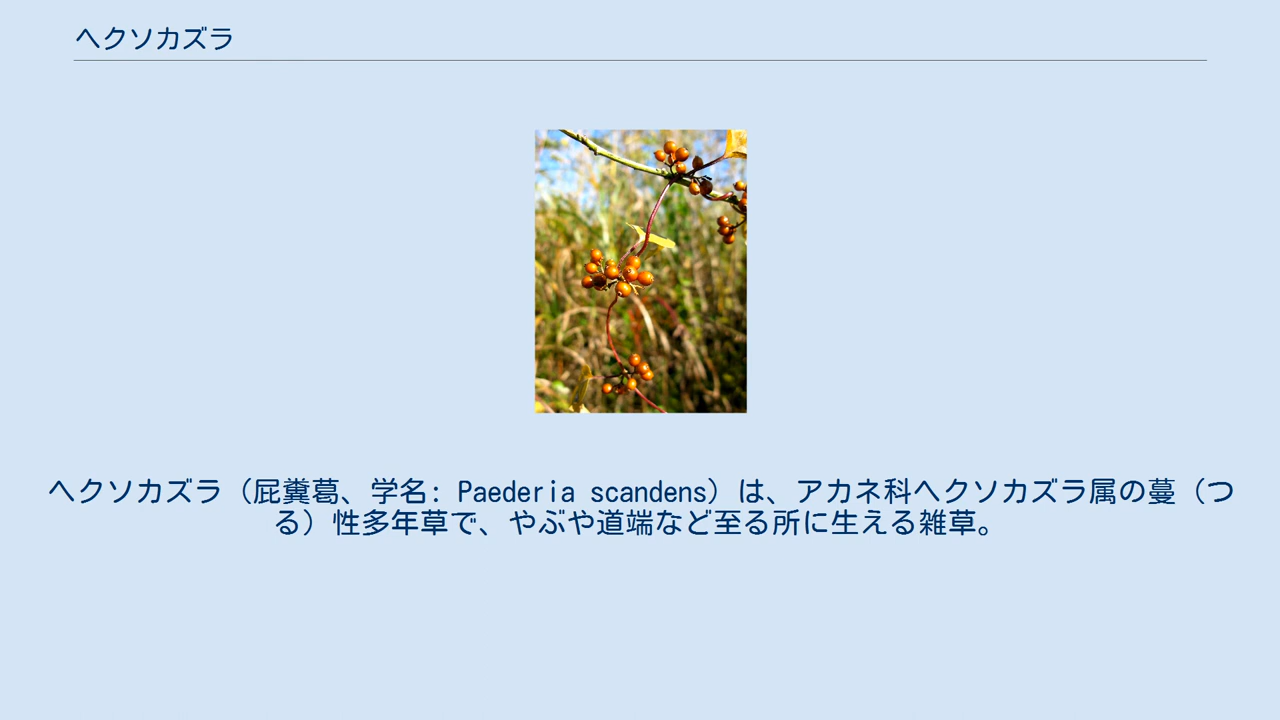 ヘクソカズラ
ヘクソカズラ（屁糞葛、学名: Paederia scandens）は、アカネ科ヘクソカズラ属の蔓（つ
る）性多年草で、やぶや道端など至る所に生える雑草。